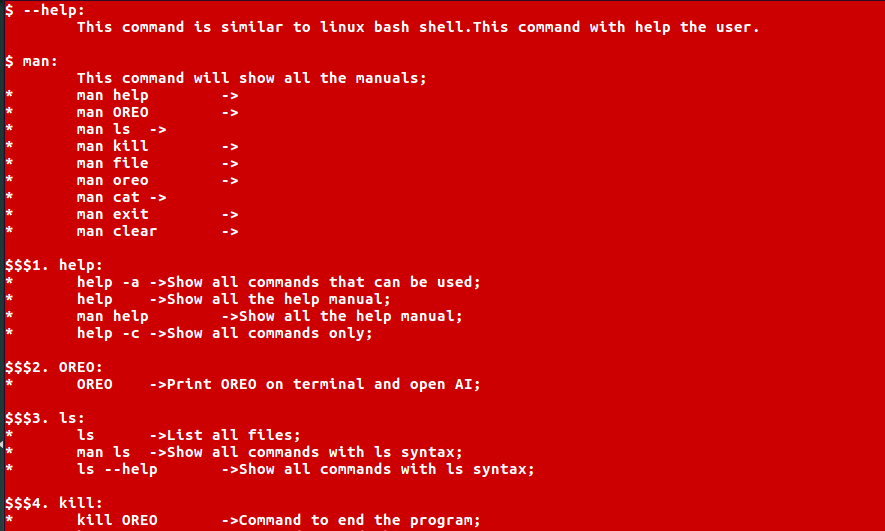 $ --help:
This command is similar to linux bash shell.This command with help the user.
$ man:
This command will show all the manuals;
* man help ->
* man OREO ->
* man ls ->
* man kill ->
* man file ->
* man oreo ->
* man cat ->
* man exit ->
* man clear ->
$$$1. help:
* help -a ->Show all commands that can be used;
* help ->Show all the help manual;
* man help ->Show all the help manual;
* help -c ->Show all commands only;
$$$2. OREO:
* OREO ->Print OREO on terminal and open AI;
$$$3. ls:
* ls ->List all files;
* man ls ->Show all commands with ls syntax;
* ls --help ->Show all commands with ls syntax;
$$$4. kill:
* kill OREO ->Command to end the program;